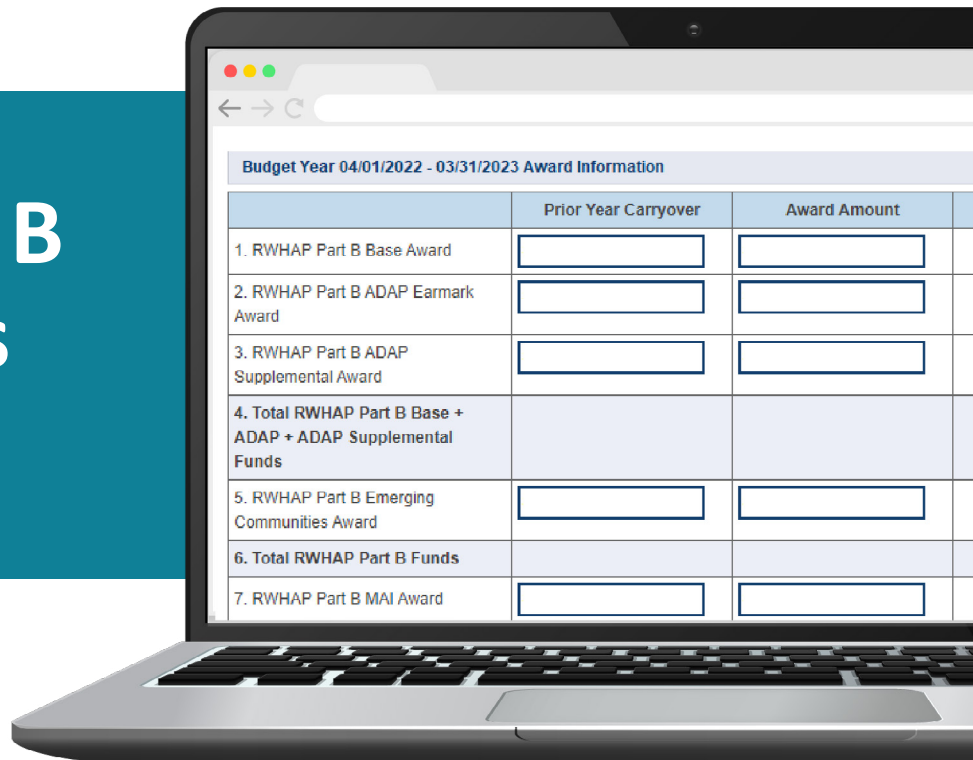 B
s
Budget Year 04/01/2022 - 03/31/2023 Award Information
Prior Year Carryover Award Amount
1. RWHAP Part B Base Award
2. RWHAP Part B ADAP Earmark
Award
3. RWHAP Part B ADAP
Supplemental Award
4. Total RWHAP Part B Base +
ADAP + ADAP Supplemental
Funds
5. RWHAP Part B Emerging
Communities Award
6. Total RWHAP Part B Funds
7. RWHAP Part B MAI Award